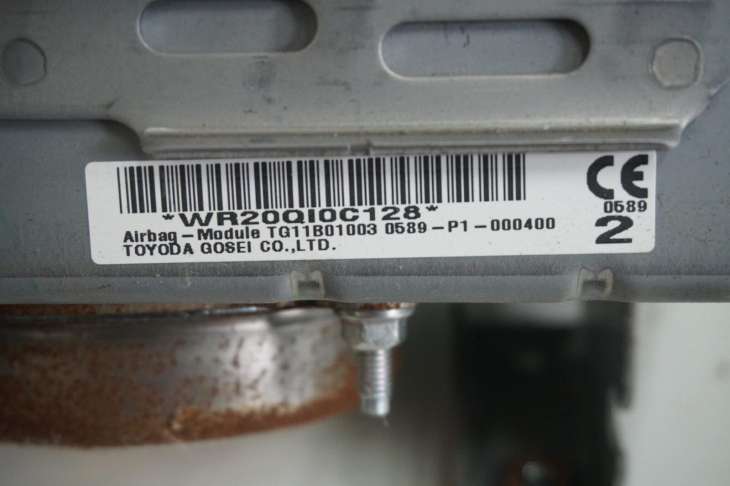 *WR20QI0C128*
Airbag-Module TG11B01003 0589-P1-000400
TOYODA GOSEI CO.,LTD.
CE
0589
2